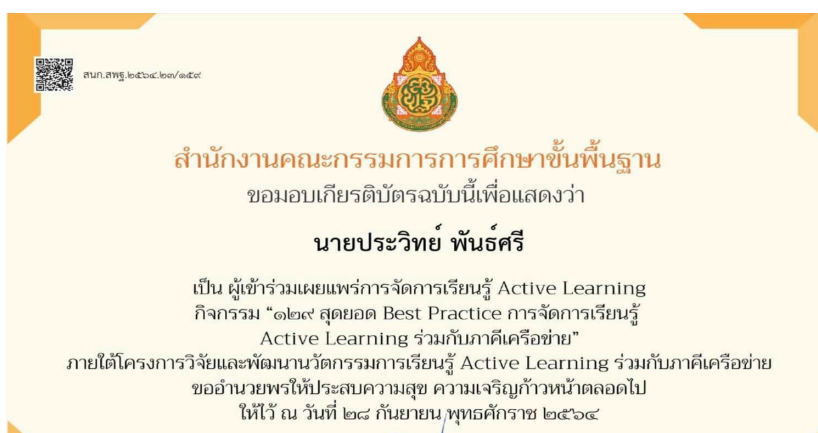 สนก.สพฐ.๒๕๖๔.๒๓/๑๕๙
สำนักงานคณะกรรมการการศึกษาขั้นพื้นฐาน
ขอมอบเกียรติบัตรฉบับนี้เพื่อแสดงว่า
นายประวิทย์ พันธ์ศรี
เป็น ผู้เข้าร่วมเผยแพร่การจัดการเรียนรู้ Active Learning
กิจกรรม “๑๒๙ สุดยอด Best Practice การจัดการเรียนรู้
Active Learning ร่วมกับภาคีเครือข่าย”
ภายใต้โครงการวิจัยและพัฒนานวัตกรรมการเรียนรู้ Active Learning ร่วมกับภาคีเครือข่าย
ขออำนวยพรให้ประสบความสุข ความเจริญก้าวหน้าตลอดไป
ให้ไว้ ณ วันที่ ๒๘ กันยายน พุทธศักราช ๒๕๖๔